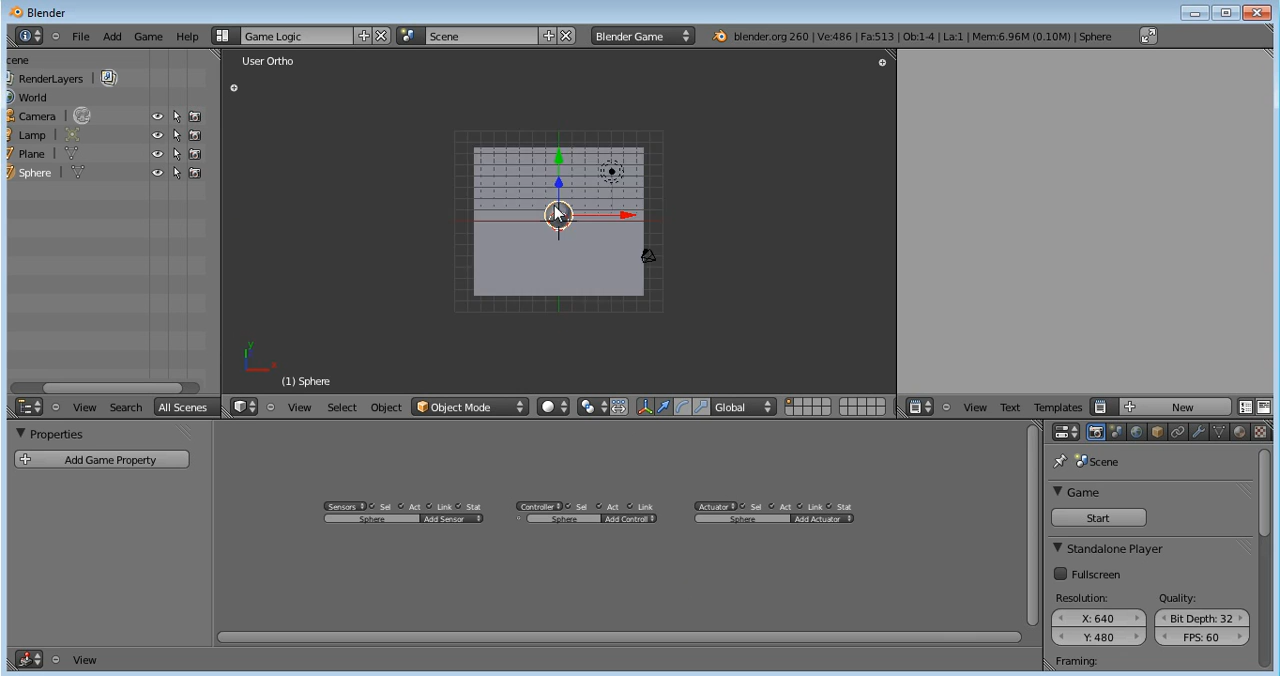 Blender
File Add Game Help Game Logic Scene Blender Game blender.org 260 | Ve:486 | Fa:513 | Ob:1-4 | La:1 | Mem:6.96M (0.10M) | Sphere
cene
RenderLayers |
World
Camera |
Lamp |
Plane |
Sphere |
User Ortho
y
x
(1) Sphere
View Search All Scenes
View Select Object Object Mode Global
View Text Templates New
Properties
Add Game Property
Sensors Sel Act Link Stat
Sphere Add Sensor
Controller Sel Act Link
Sphere Add Controll
Actuator Sel Act Link Stat
Sphere Add Actuator
View
Scene
Game
Start
Standalone Player
Fullscreen
Resolution: Quality:
X: 640 Bit Depth: 32
Y: 480 FPS: 60
Framing: